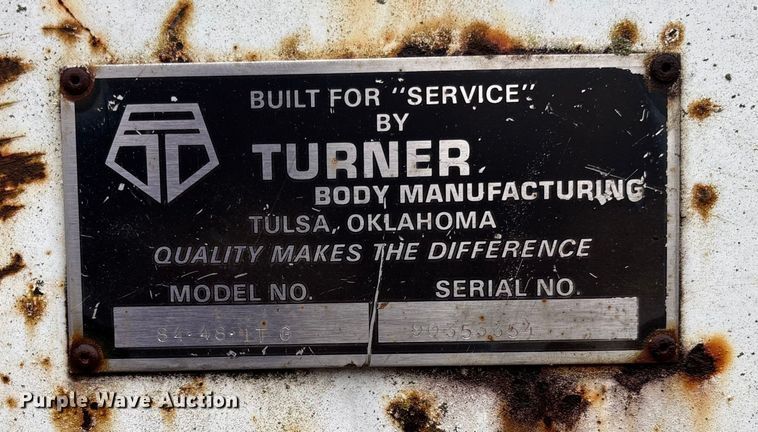 BUILT FOR "SERVICE"
BY
TURNER
BODY MANUFACTURING
TULSA, OKLAHOMA
QUALITY MAKES THE DIFFERENCE
MODEL NO. SERIAL NO.
Purple Wave Auction